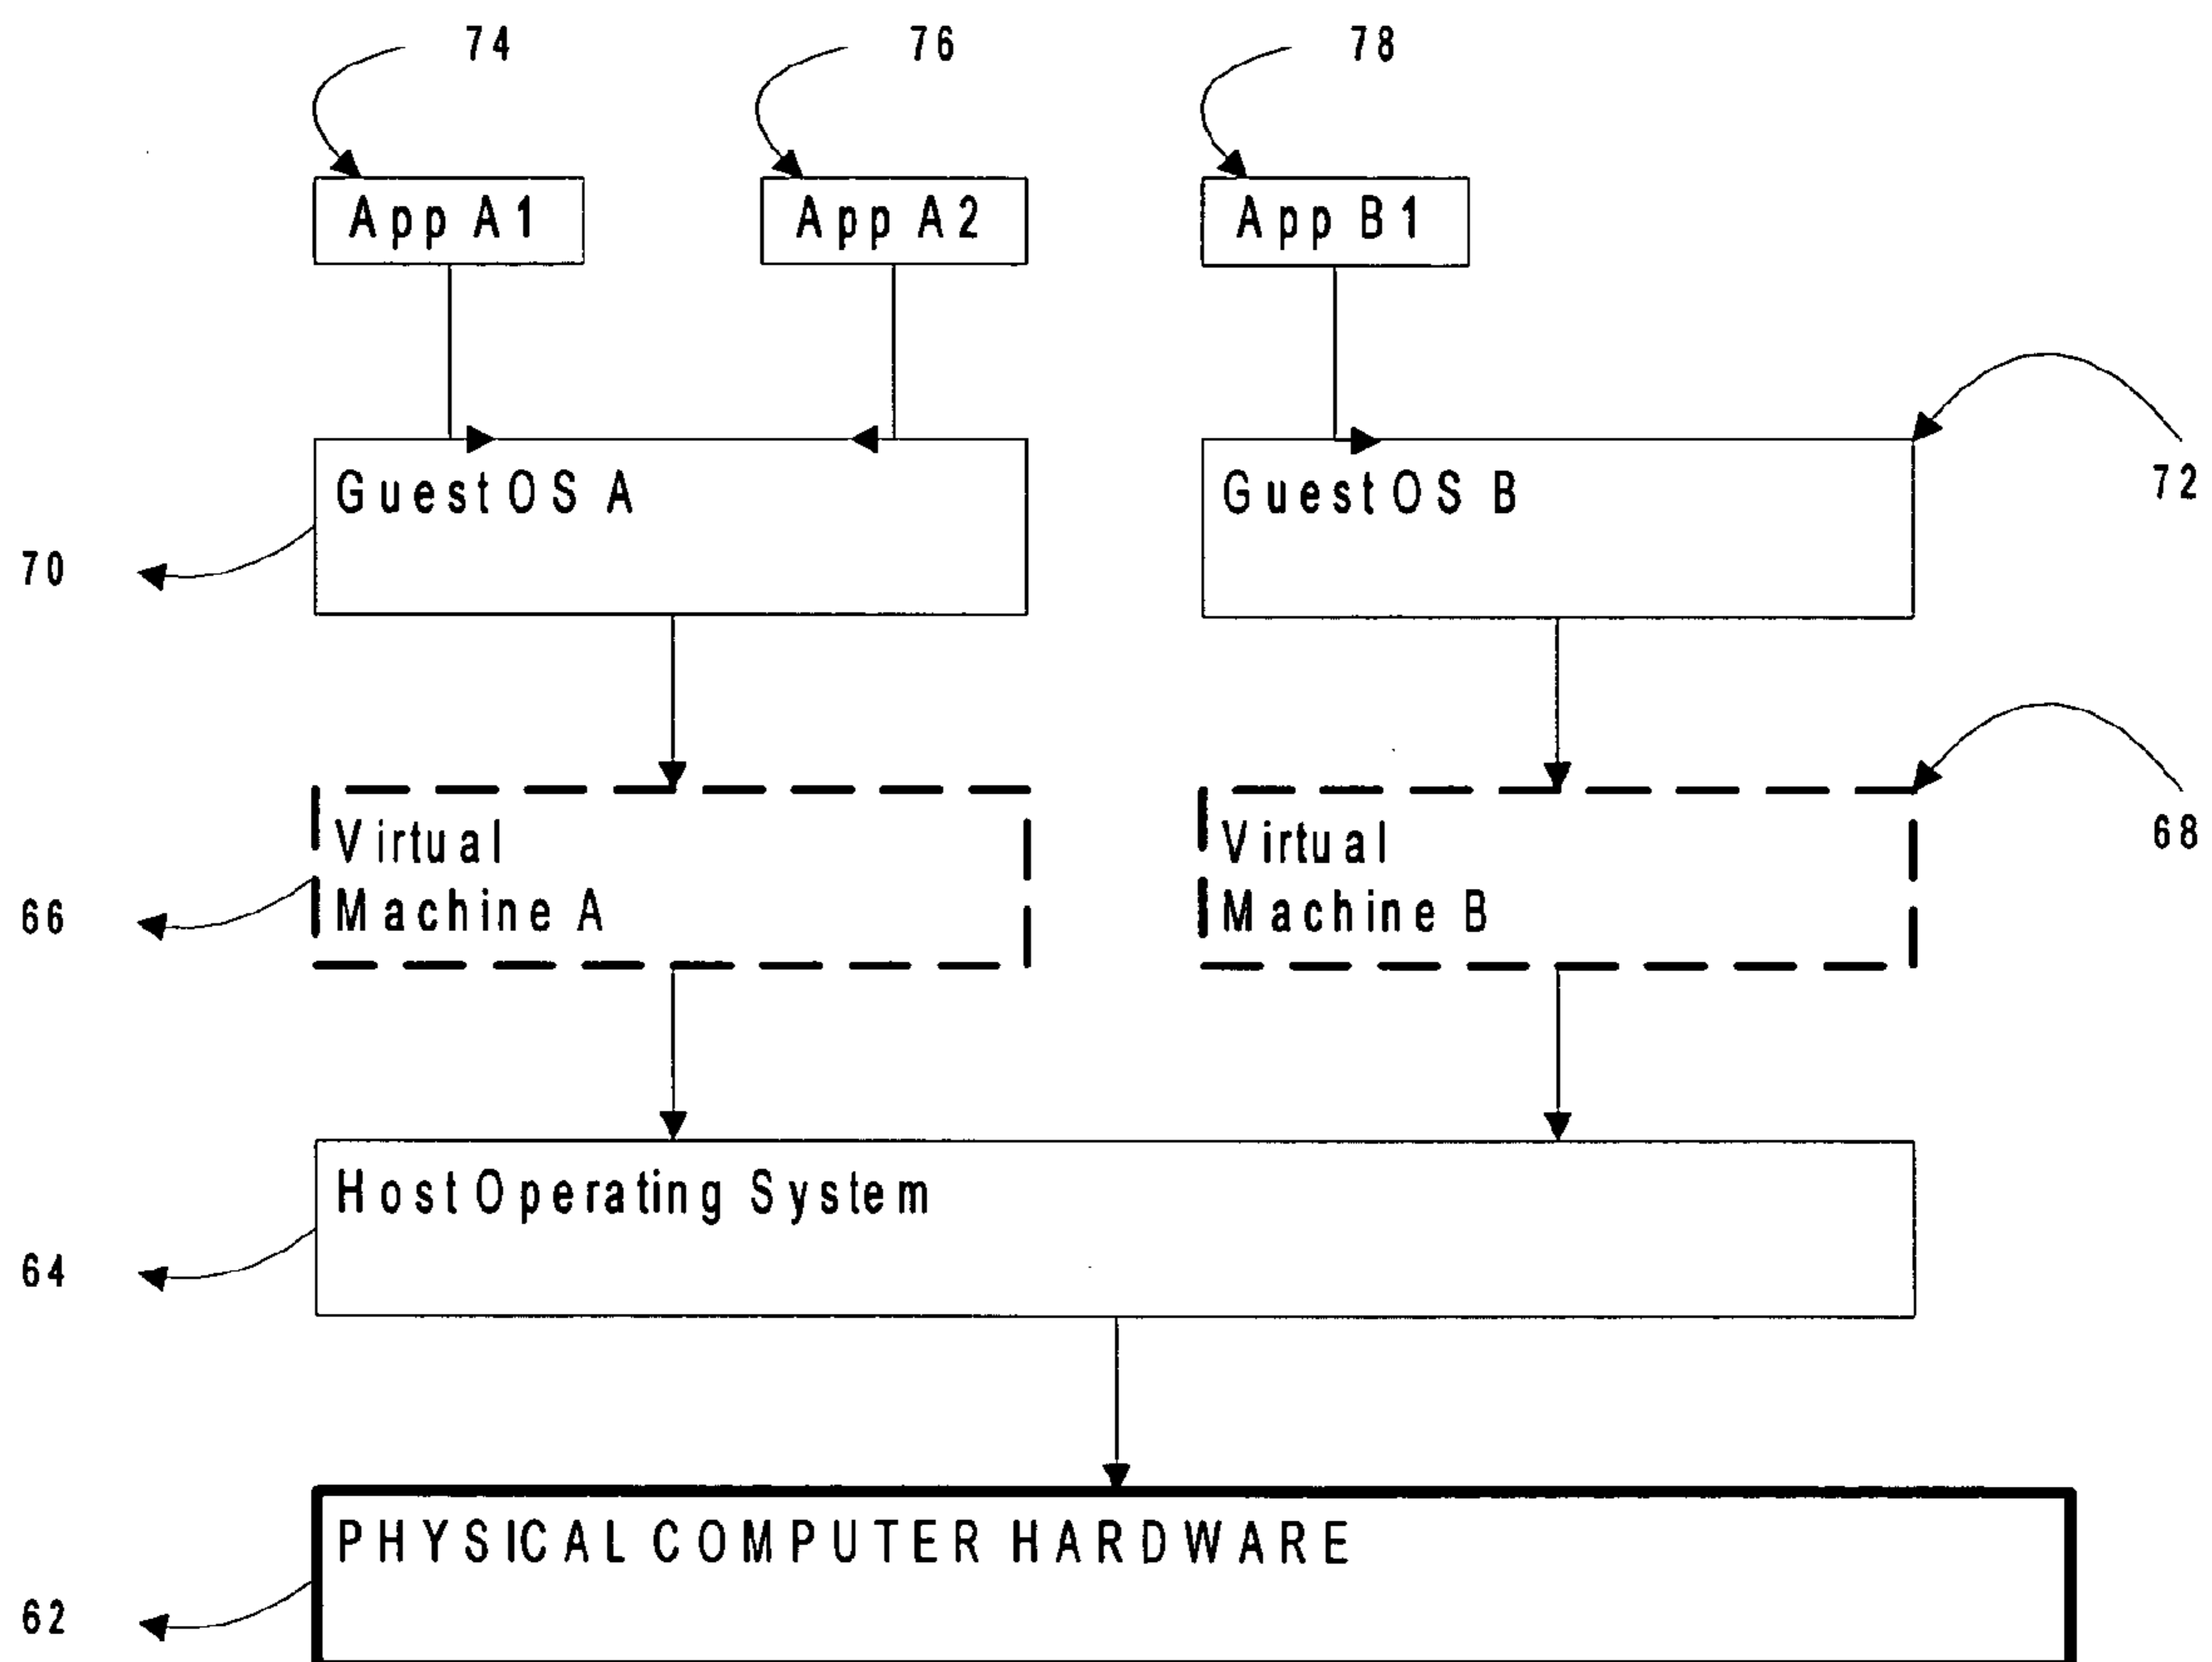 74
76
78
App A1
App A2
App B1
Guest OS A
Guest OS B
72
70
Virtual
Machine A
Virtual
Machine B
68
66
Host Operating System
64
PHYSICAL COMPUTER HARDWARE
62